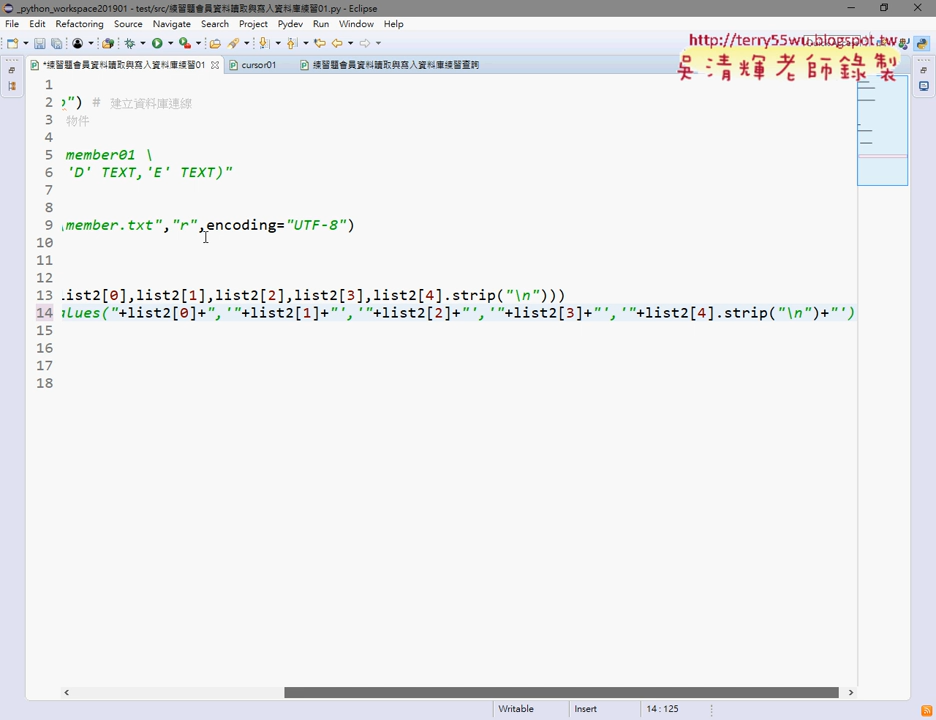 _python_workspace201901 - test/src/練習題會員資料讀取與寫入資料庫練習01.py - Eclipse
File Edit Refactoring Source Navigate Search Project Pydev Run Window Help
http://terry55wu.blogspot.tw
吳清輝老師錄製
*練習題會員資料讀取與寫入資料庫練習01 cursor01 練習題會員資料讀取與寫入資料庫練習查詢
1
2 ") # 建立資料庫連線
3 物件
4
5 member01 \
6 'D' TEXT,'E' TEXT)"
7
8
9 \member.txt","r",encoding="UTF-8")
10
11
12
13 list2[0],list2[1],list2[2],list2[3],list2[4].strip("\n")))
14 alues("+list2[0]+",'"+list2[1]+"','"+list2[2]+"','"+list2[3]+"','"+list2[4].strip("\n")+"')
15
16
17
18
Writable Insert 14 : 125